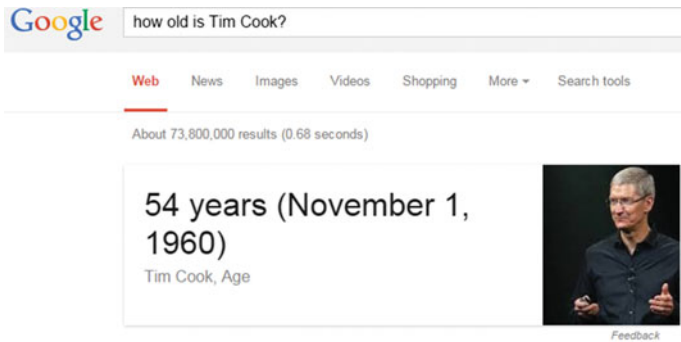 Google how old is Tim Cook?
Web News Images Videos Shopping More Search tools
About 73,800,000 results (0.68 seconds)
54 years (November 1,
1960)
Tim Cook, Age
Feedback